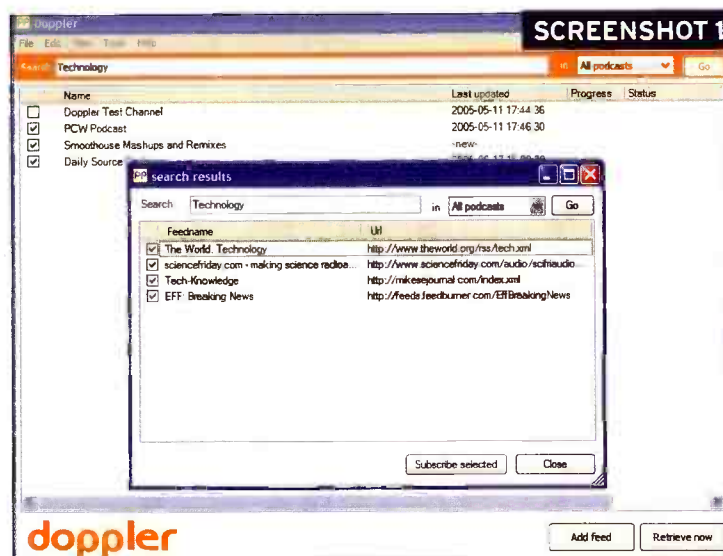 SCREENSHOT 1
Doppler
File Edit View Tools Help
Search Technology in All podcasts Go
Name Last updated Progress Status
Doppler Test Channel 2005-05-11 17:44:36
PCW Podcast 2005-05-11 17:46:30
Smoothouse Mashups and Remixes -new-
Daily Source
search results
Search Technology in All podcasts Go
Feedname Url
The World: Technology http://www.theworld.org/rss/tech.xml
sciencefriday.com - making science radioa... http://www.sciencefriday.com/audio/scifriaudio...
Tech-Knowledge http://mikesejournal.com/index.xml
EFF: Breaking News http://feeds.feedburner.com/EffBreakingNews
Subscribe selected Close
doppler Add feed Retrieve now